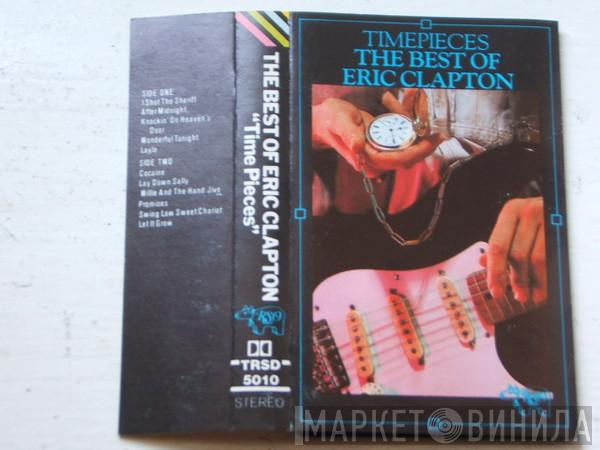 SIDE ONE
I Shot The Sheriff
After Midnight
Knockin' On Heaven's
Door
Wonderful Tonight
Layla
SIDE TWO
Cocaine
Lay Down Sally
Willie And The Hand Jive
Promises
Swing Low Sweet Chariot
Let It Grow
THE BEST OF ERIC CLAPTON
"Time Pieces"
RSO
TRSD
5010
STEREO
TIMEPIECES
THE BEST OF
ERIC CLAPTON
МАРКЕТ ВИНИЛА